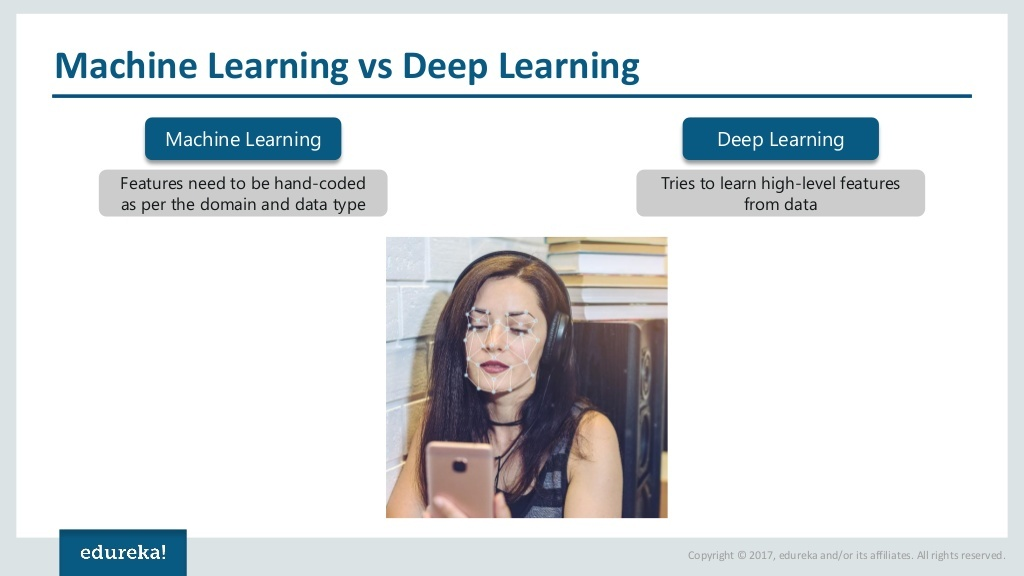 Machine Learning vs Deep Learning
Machine Learning
Features need to be hand-coded
as per the domain and data type
Deep Learning
Tries to learn high-level features
from data
edureka!
Copyright © 2017, edureka and/or its affiliates. All rights reserved.